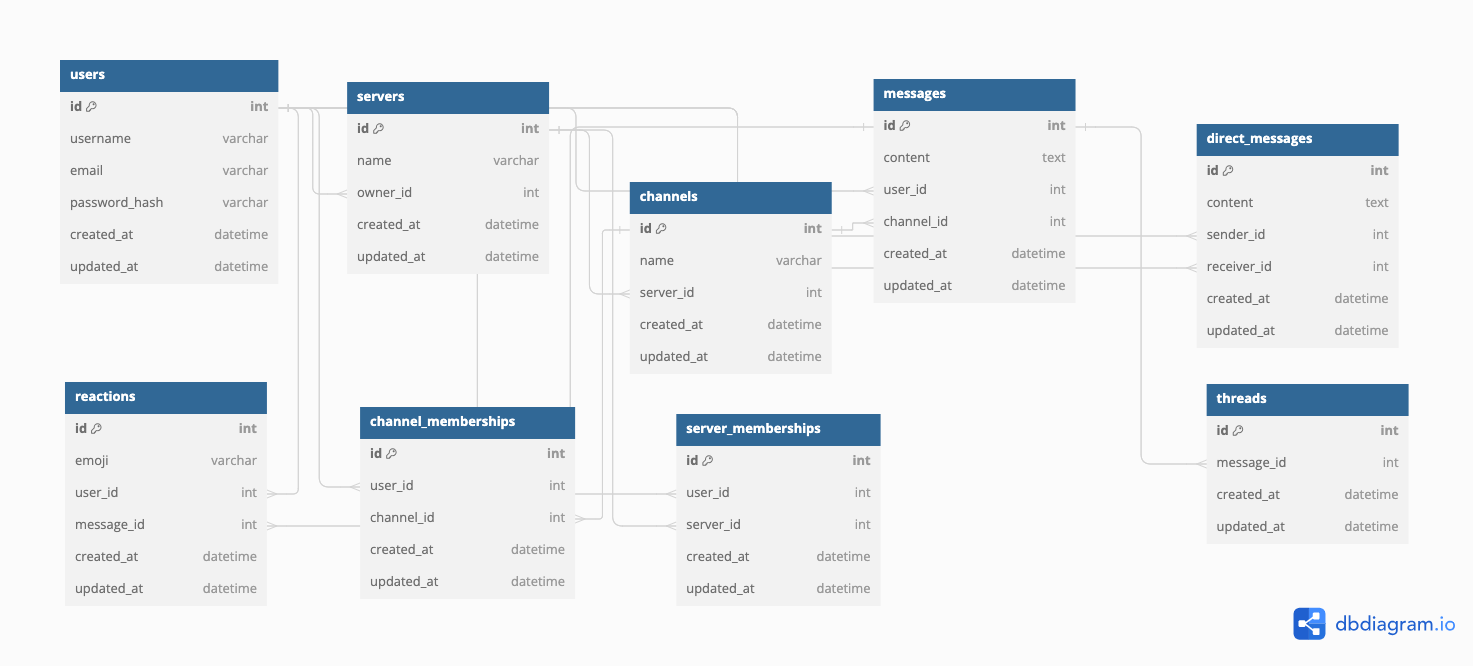 users
id int
username varchar
email varchar
password_hash varchar
created_at datetime
updated_at datetime
servers
id int
name varchar
owner_id int
created_at datetime
updated_at datetime
channels
id int
name varchar
server_id int
created_at datetime
updated_at datetime
messages
id int
content text
user_id int
channel_id int
created_at datetime
updated_at datetime
direct_messages
id int
content text
sender_id int
receiver_id int
created_at datetime
updated_at datetime
reactions
id int
emoji varchar
user_id int
message_id int
created_at datetime
updated_at datetime
channel_memberships
id int
user_id int
channel_id int
created_at datetime
updated_at datetime
server_memberships
id int
user_id int
server_id int
created_at datetime
updated_at datetime
threads
id int
message_id int
created_at datetime
updated_at datetime
dbdiagram.io